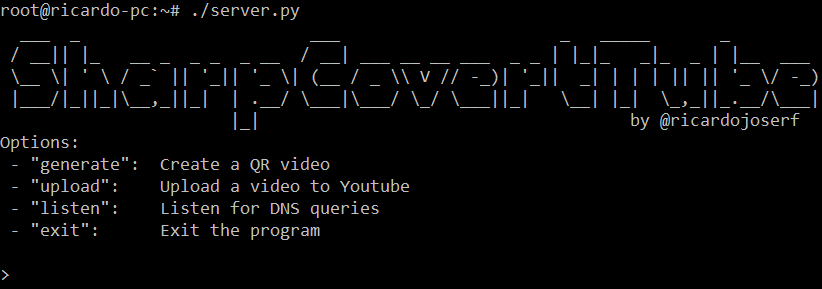 root@ricardo-pc:~# ./server.py
SharpCovertTube
by @ricardojoserf
Options:
- "generate": Create a QR video
- "upload": Upload a video to Youtube
- "listen": Listen for DNS queries
- "exit": Exit the program
>